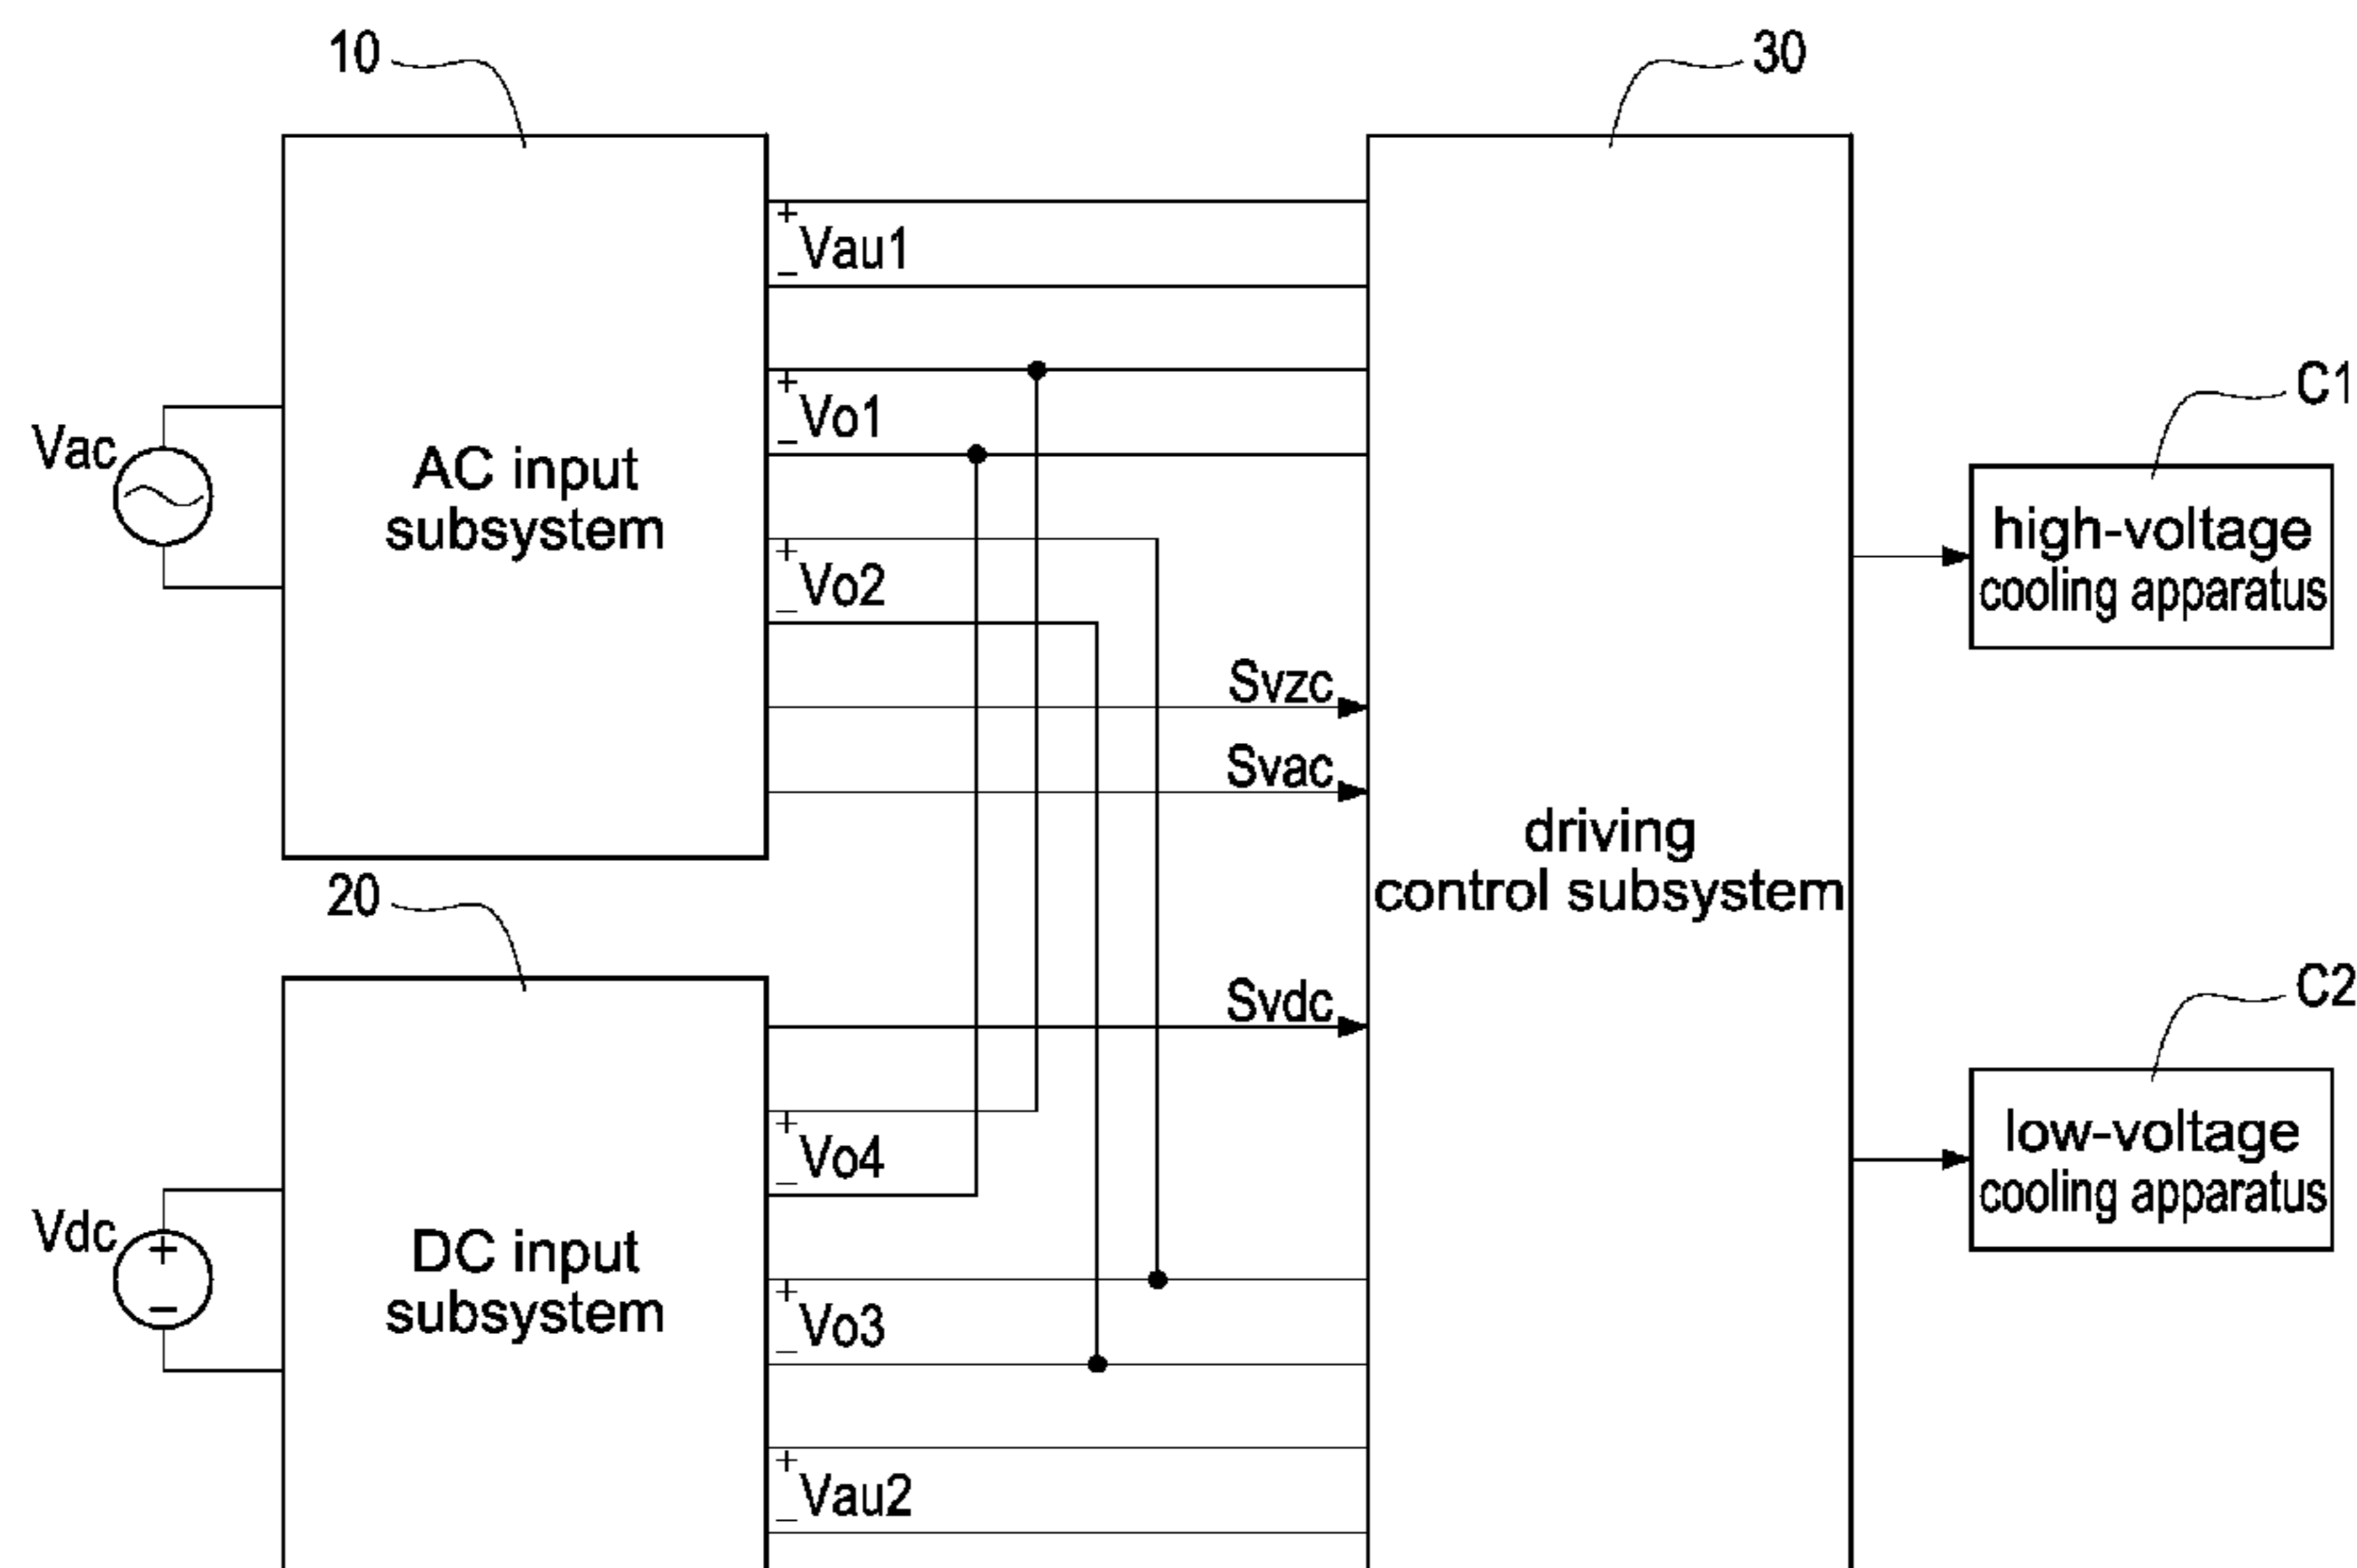 10
30
+
Vau1
−
+
Vo1
−
C1
Vac
AC input
subsystem
high-voltage
cooling apparatus
+
Vo2
−
Svzc
Svac
driving
control subsystem
20
Svdc
C2
+
Vo4
−
low-voltage
cooling apparatus
Vdc
+
−
DC input
subsystem
+
Vo3
−
+
Vau2
−